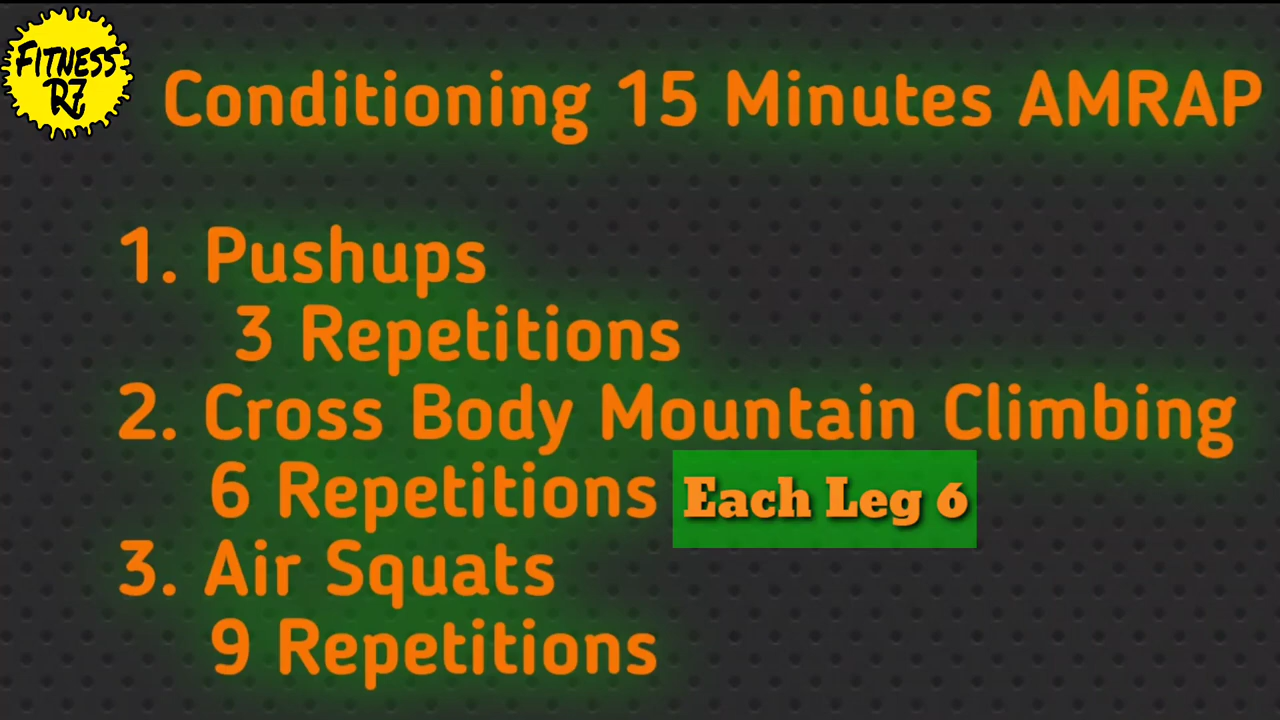 FITNESS
R7
Conditioning 15 Minutes AMRAP
1. Pushups
3 Repetitions
2. Cross Body Mountain Climbing
6 Repetitions Each Leg 6
3. Air Squats
9 Repetitions